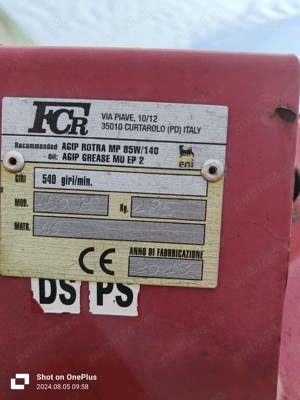 FCR
VIA PIAVE, 10/12
35010 CURTAROLO (PD) ITALY
Recommended AGIP ROTRA MP 85W/140
Oil: AGIP GREASE MU EP 2
eni
GIRI 540 giri/min.
MOD. Kg. 285
MATR.
CE
ANNO DI FABBRICAZIONE
DS PS
Shot on OnePlus
2024.08.05 09:58